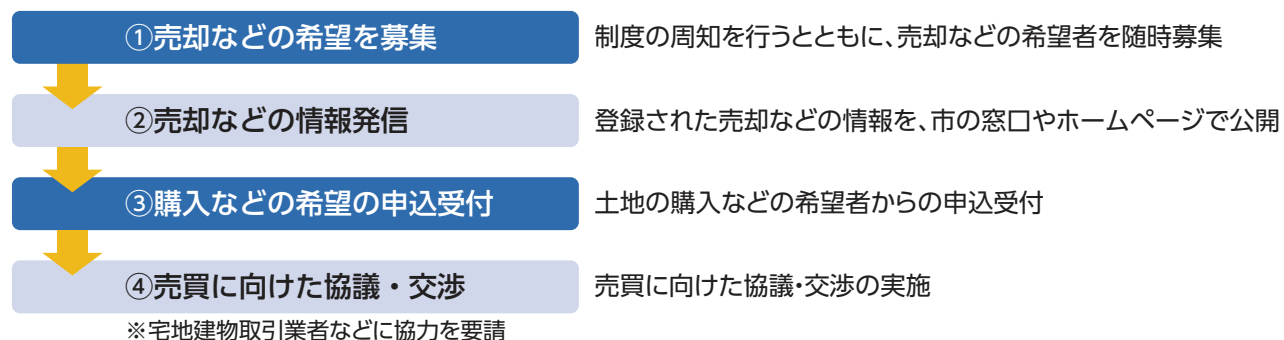 ①売却などの希望を募集
制度の周知を行うとともに、売却などの希望者を随時募集
②売却などの情報発信
登録された売却などの情報を、市の窓口やホームページで公開
③購入などの希望の申込受付
土地の購入などの希望者からの申込受付
④売買に向けた協議・交渉
売買に向けた協議・交渉の実施
※宅地建物取引業者などに協力を要請